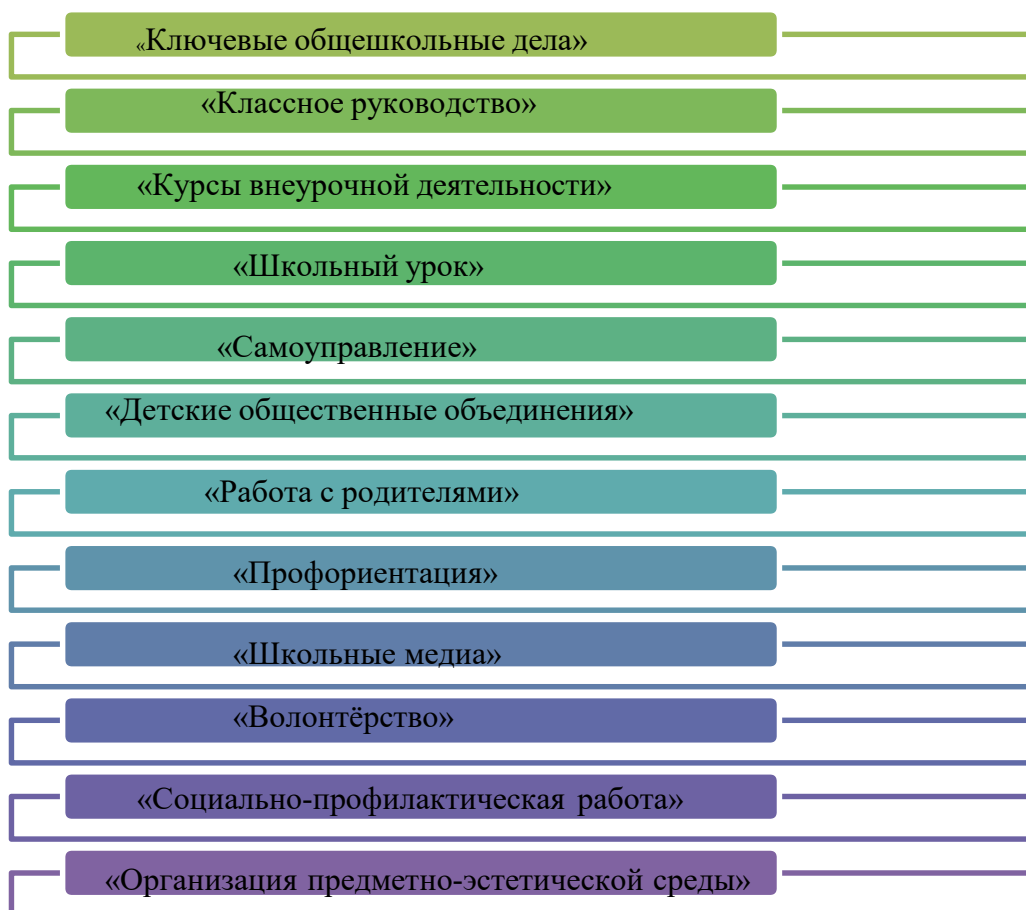 «Ключевые общешкольные дела»
«Классное руководство»
«Курсы внеурочной деятельности»
«Школьный урок»
«Самоуправление»
«Детские общественные объединения»
«Работа с родителями»
«Профориентация»
«Школьные медиа»
«Волонтёрство»
«Социально-профилактическая работа»
«Организация предметно-эстетической среды»